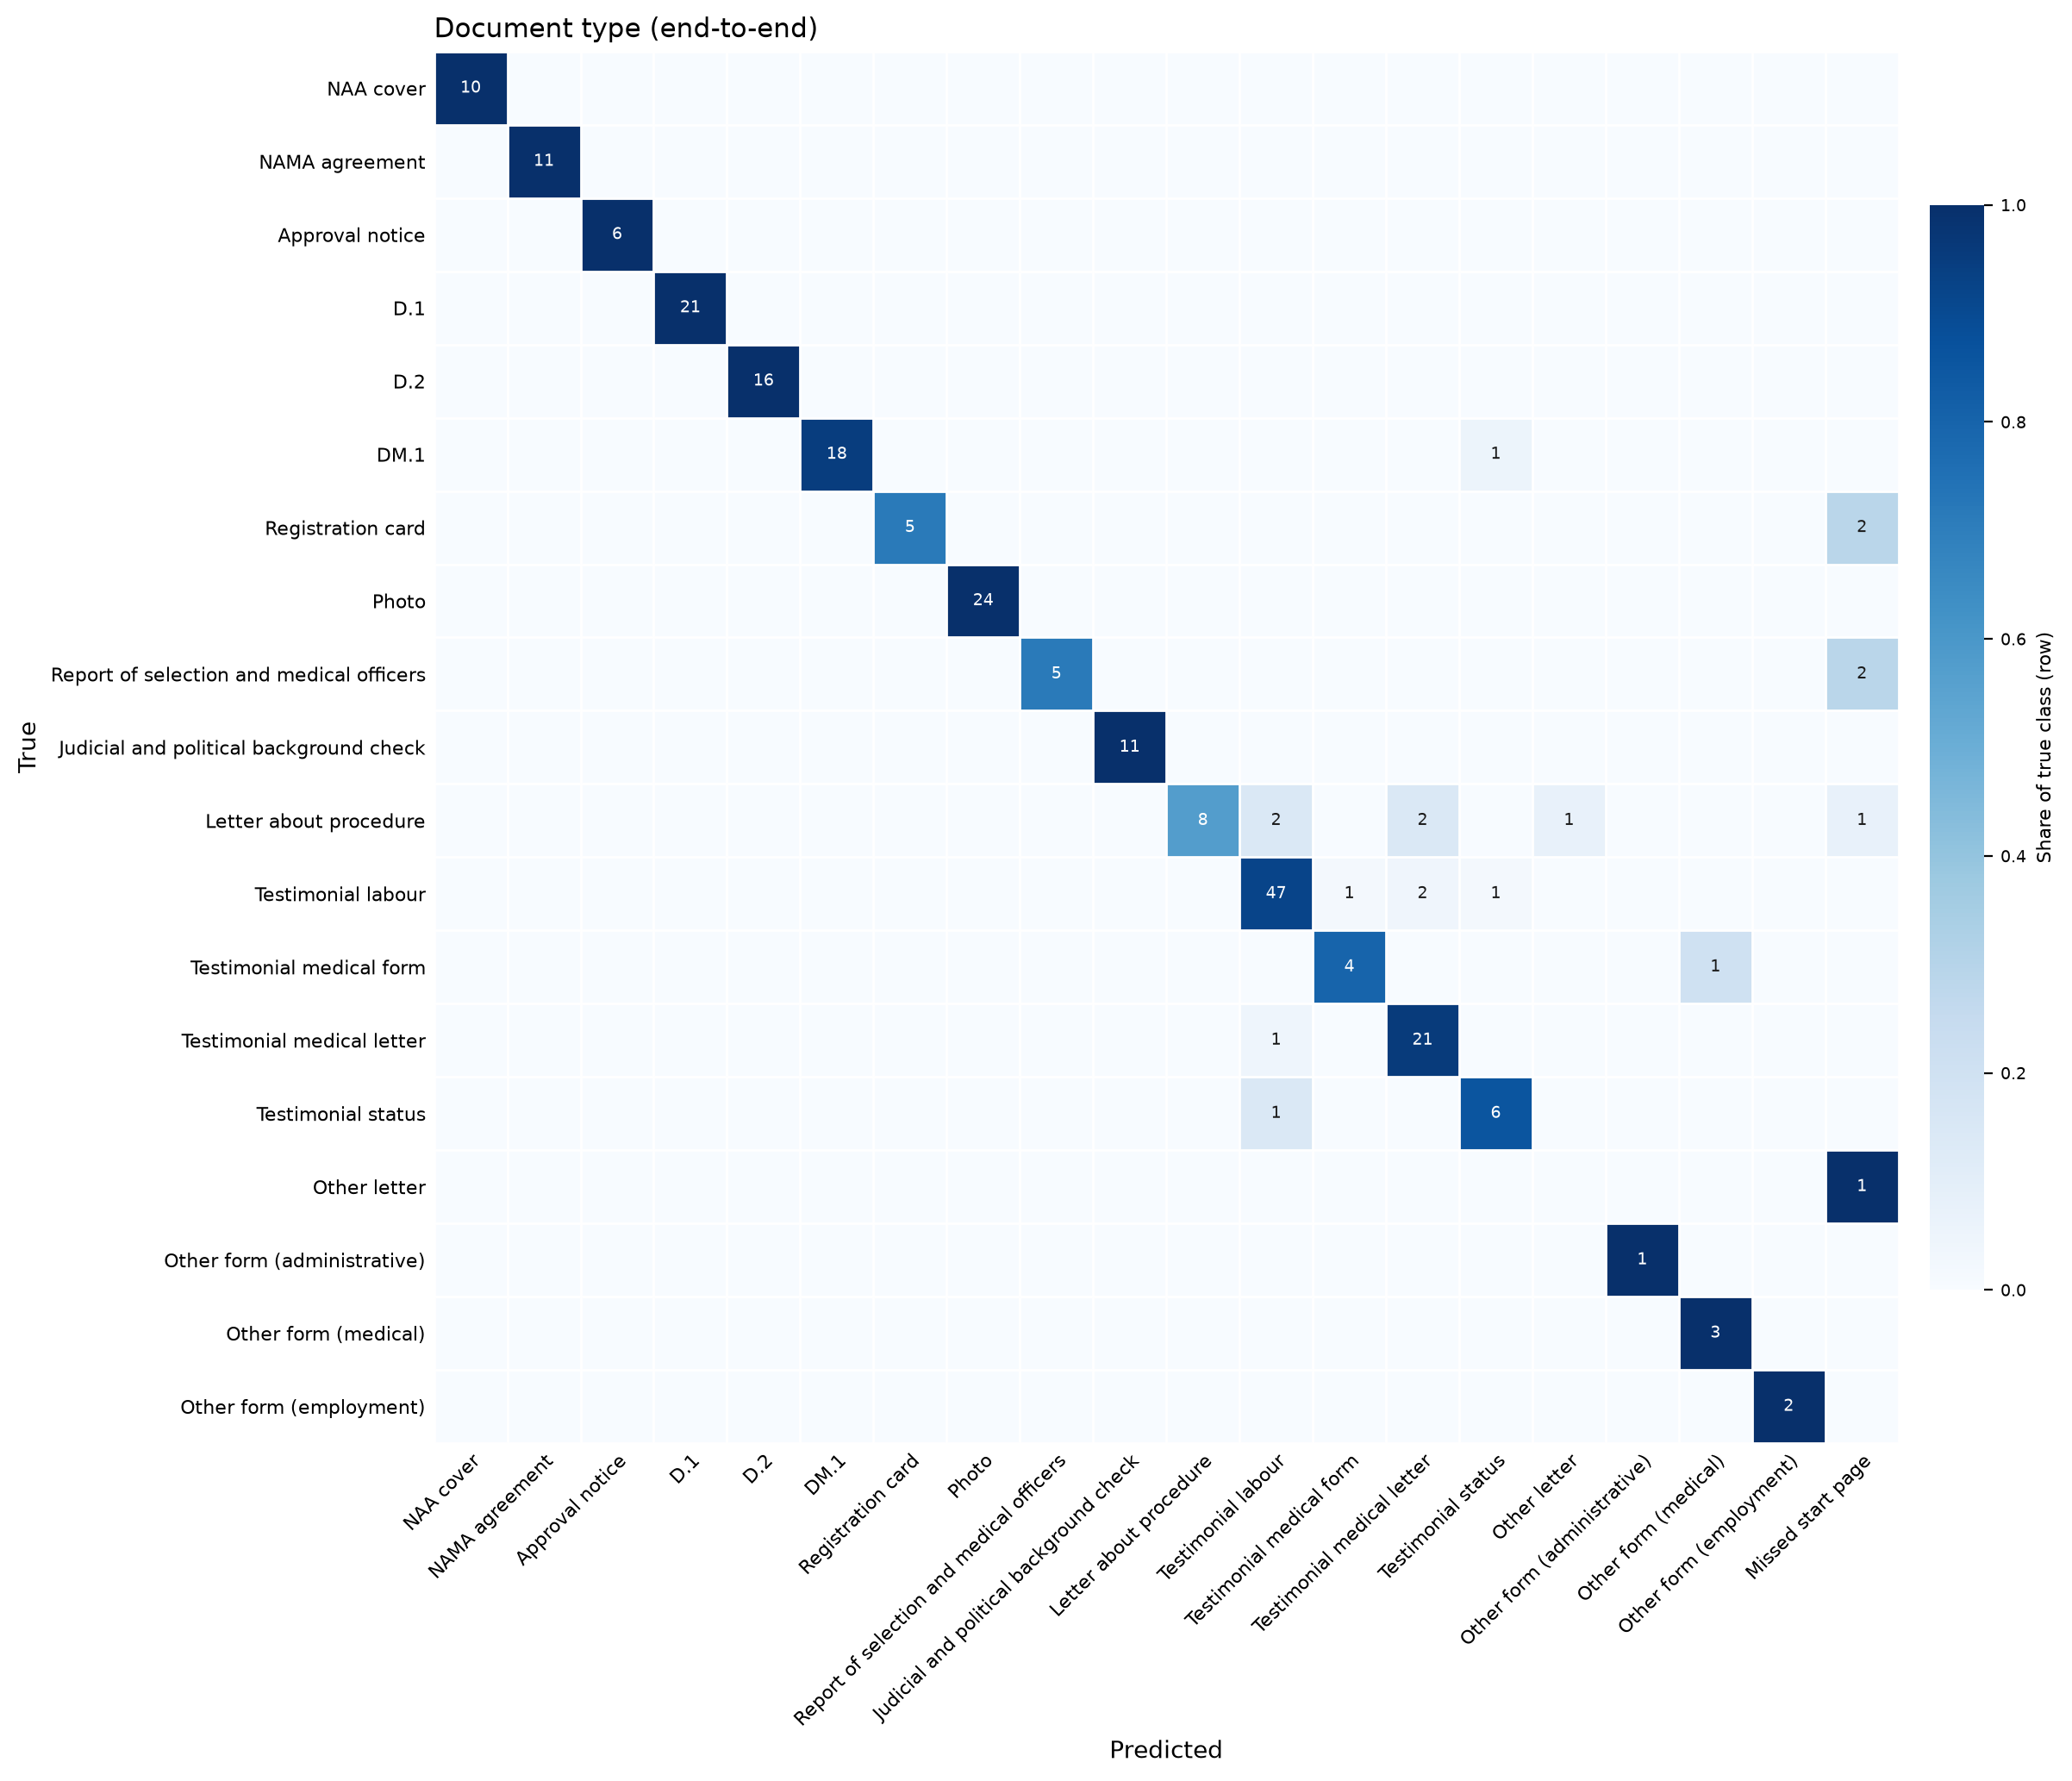 Document type (end-to-end)
True
NAA cover 10
NAMA agreement 11
Approval notice 6
D.1 21
D.2 16
DM.1 18 1
Registration card 5 2
Photo 24
Report of selection and medical officers 5 2
Judicial and political background check 11
Letter about procedure 8 2 2 1 1
Testimonial labour 47 1 2 1
Testimonial medical form 4 1
Testimonial medical letter 1 21
Testimonial status 1 6
Other letter 1
Other form (administrative) 1
Other form (medical) 3
Other form (employment) 2
NAA cover
NAMA agreement
Approval notice
D.1
D.2
DM.1
Registration card
Photo
Report of selection and medical officers
Judicial and political background check
Letter about procedure
Testimonial labour
Testimonial medical form
Testimonial medical letter
Testimonial status
Other letter
Other form (administrative)
Other form (medical)
Other form (employment)
Missed start page
Predicted
1.0
0.8
0.6
0.4
0.2
0.0
Share of true class (row)